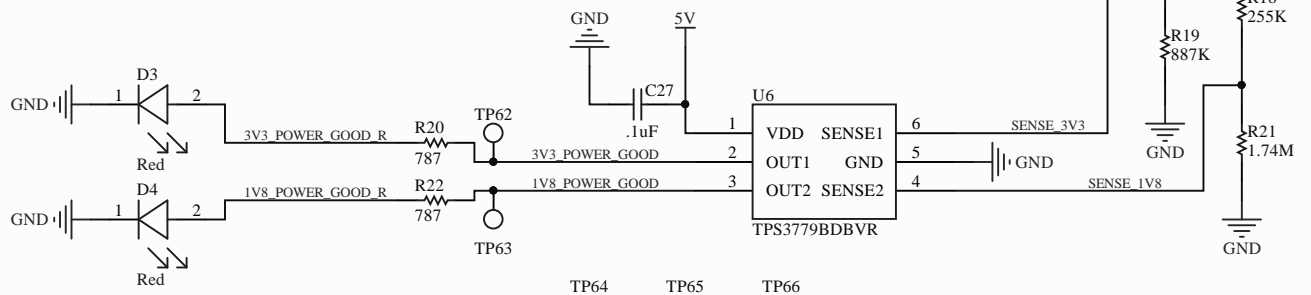 R18
255K
GND
5V
R19
887K
D3
GND
1
2
C27
.1uF
U6
TP62
3V3_POWER_GOOD_R
R20
787
1
VDD
SENSE1
6
SENSE_3V3
R21
1.74M
Red
3V3_POWER_GOOD
2
OUT1
GND
5
GND
GND
D4
1V8_POWER_GOOD_R
R22
787
1V8_POWER_GOOD
3
OUT2
SENSE2
4
SENSE_1V8
GND
1
2
TP63
TPS3779BDBVR
GND
Red
TP64
TP65
TP66